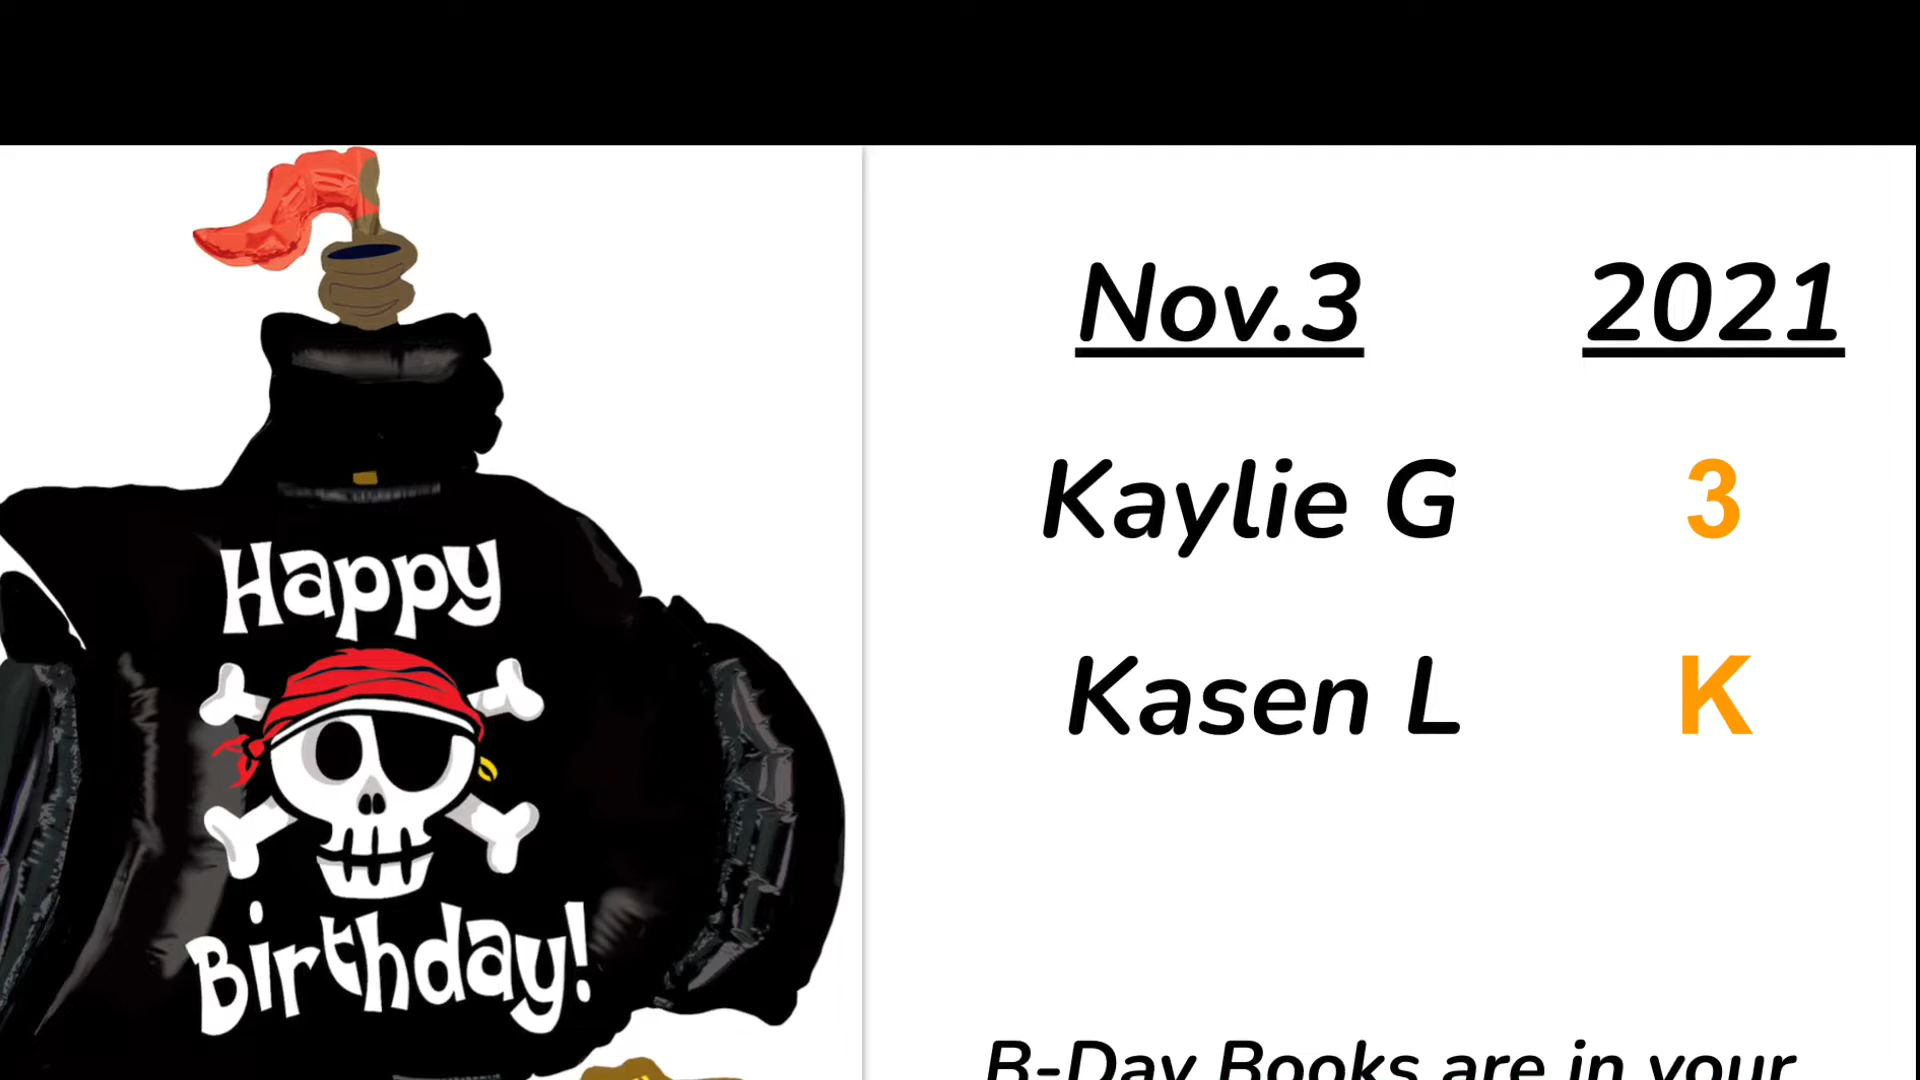 Happy
Birthday!
Nov.3 2021
Kaylie G 3
Kasen L K
B-Day Books are in your